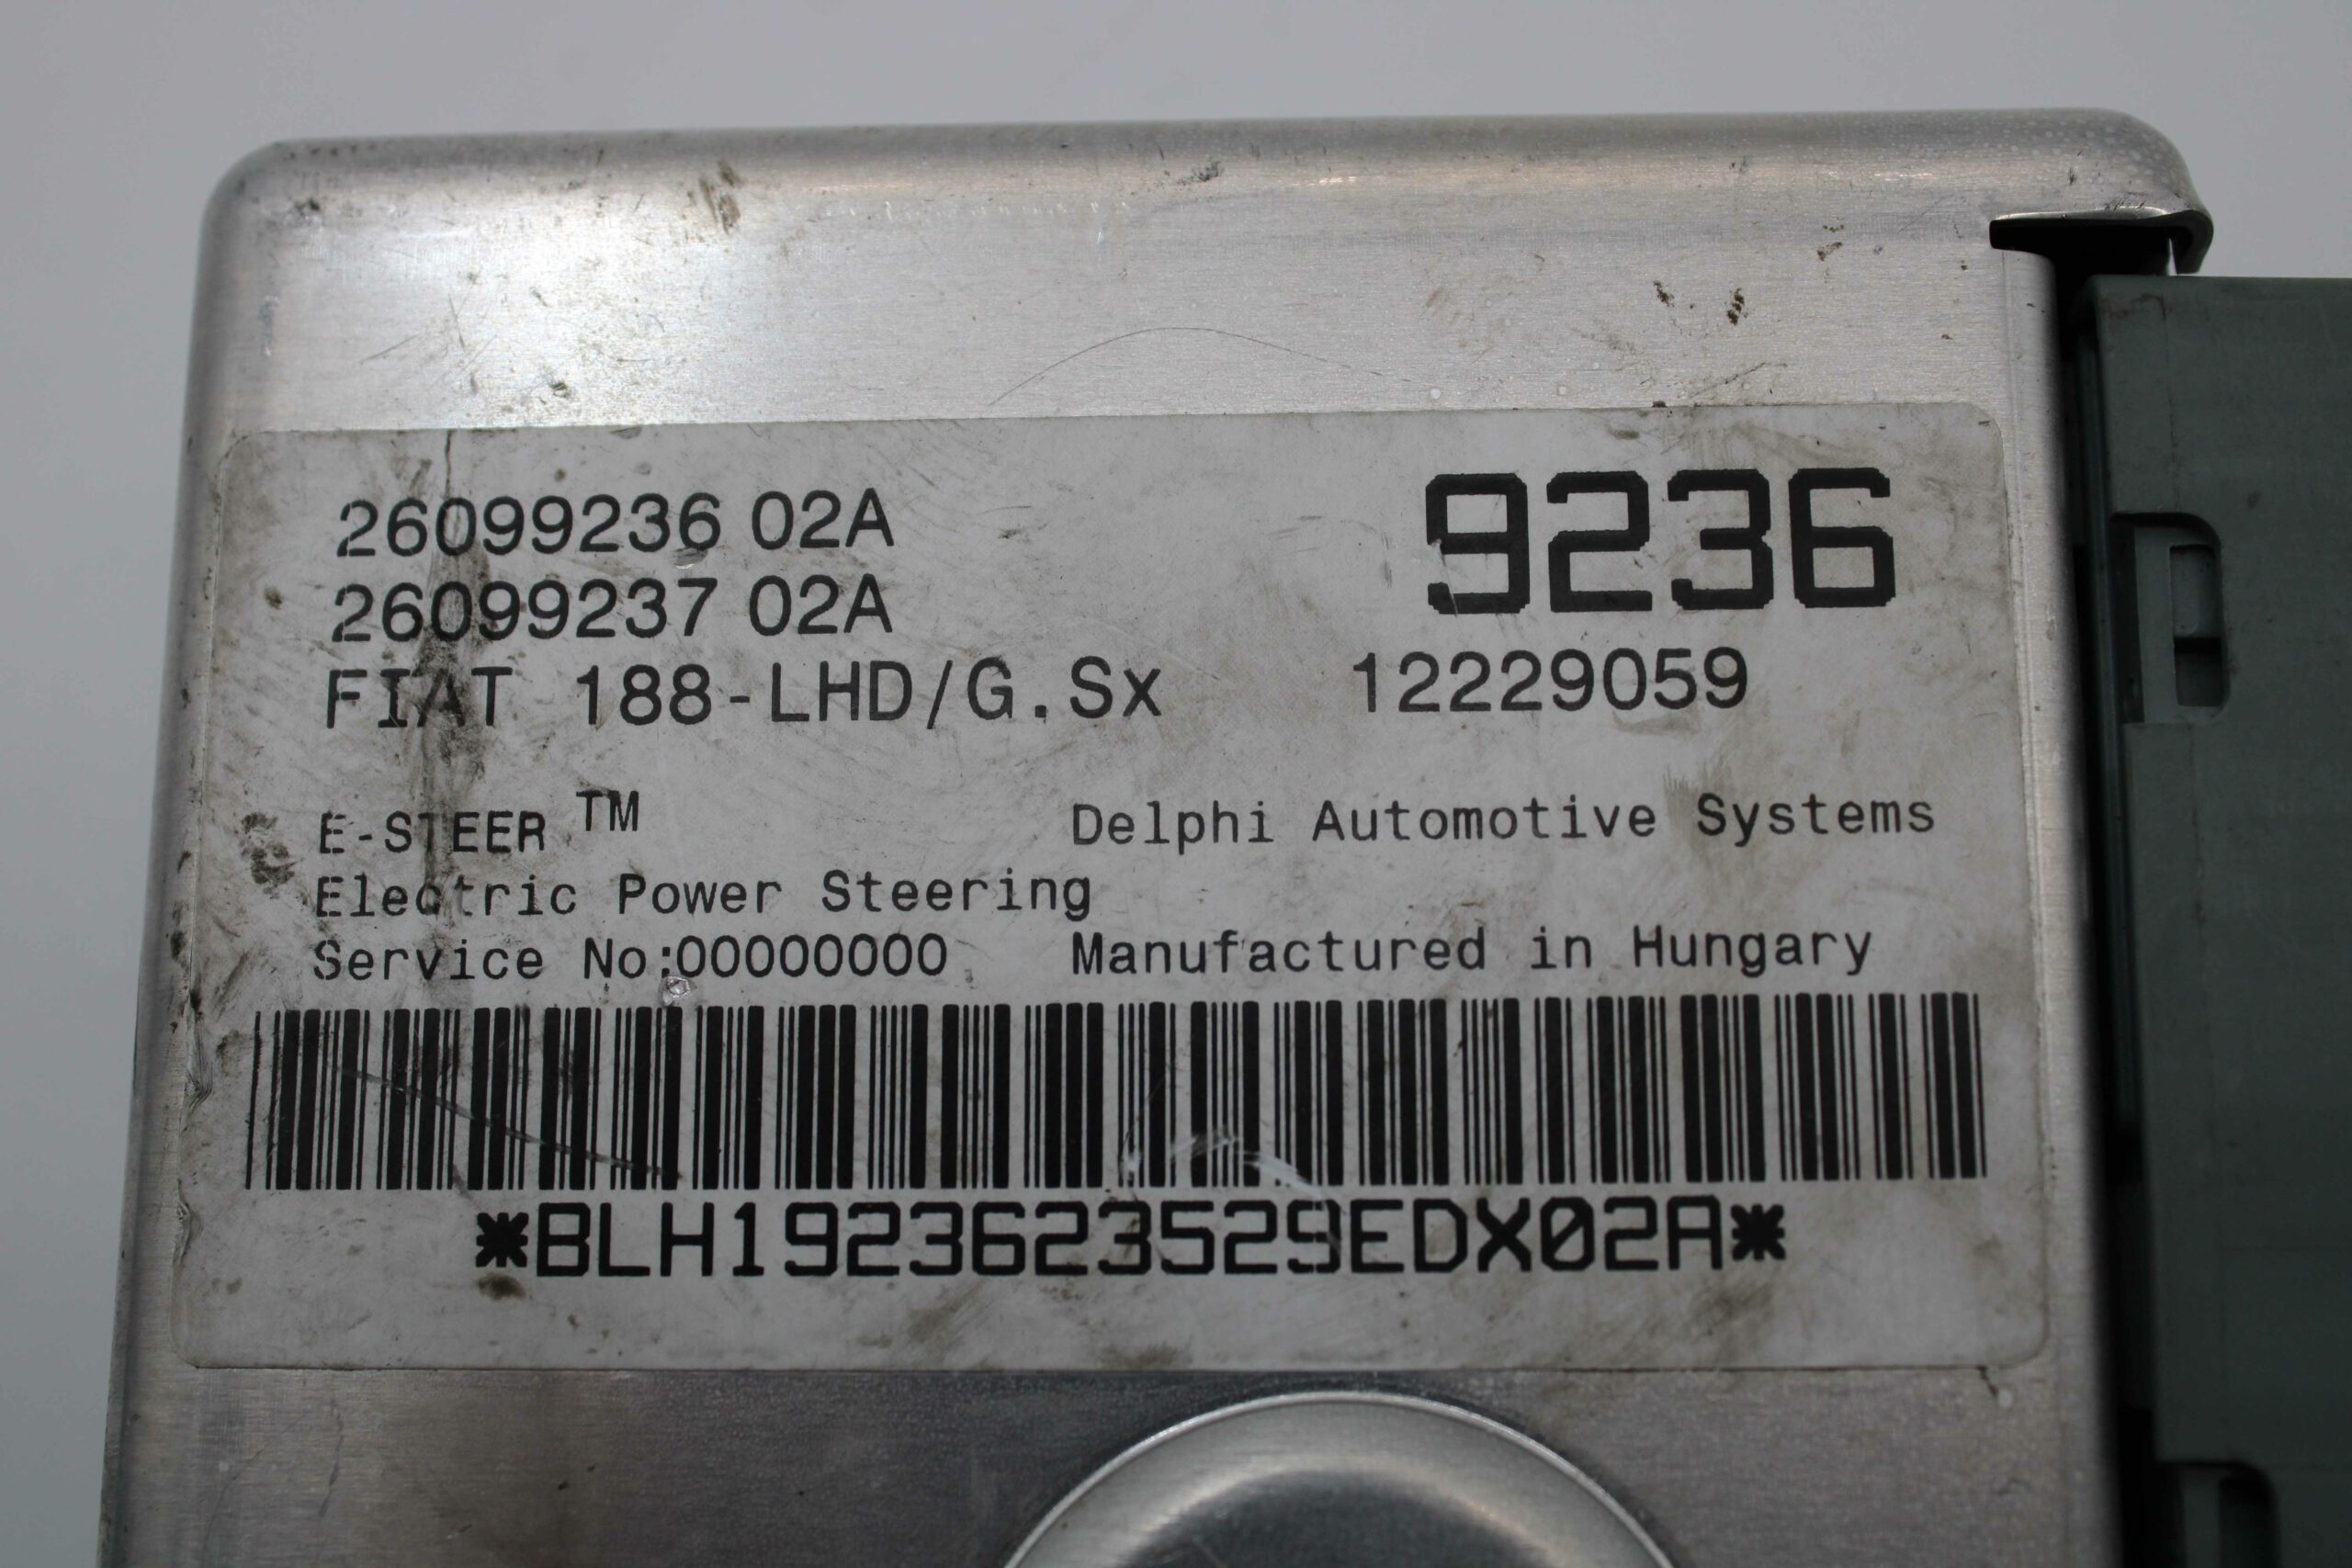 26099236 02A 9236
26099237 02A
FIAT 188-LHD/G.Sx 12229059
E-STEER TM Delphi Automotive Systems
Electric Power Steering
Service No:00000000 Manufactured in Hungary
*BLH1923623529EDX02A*